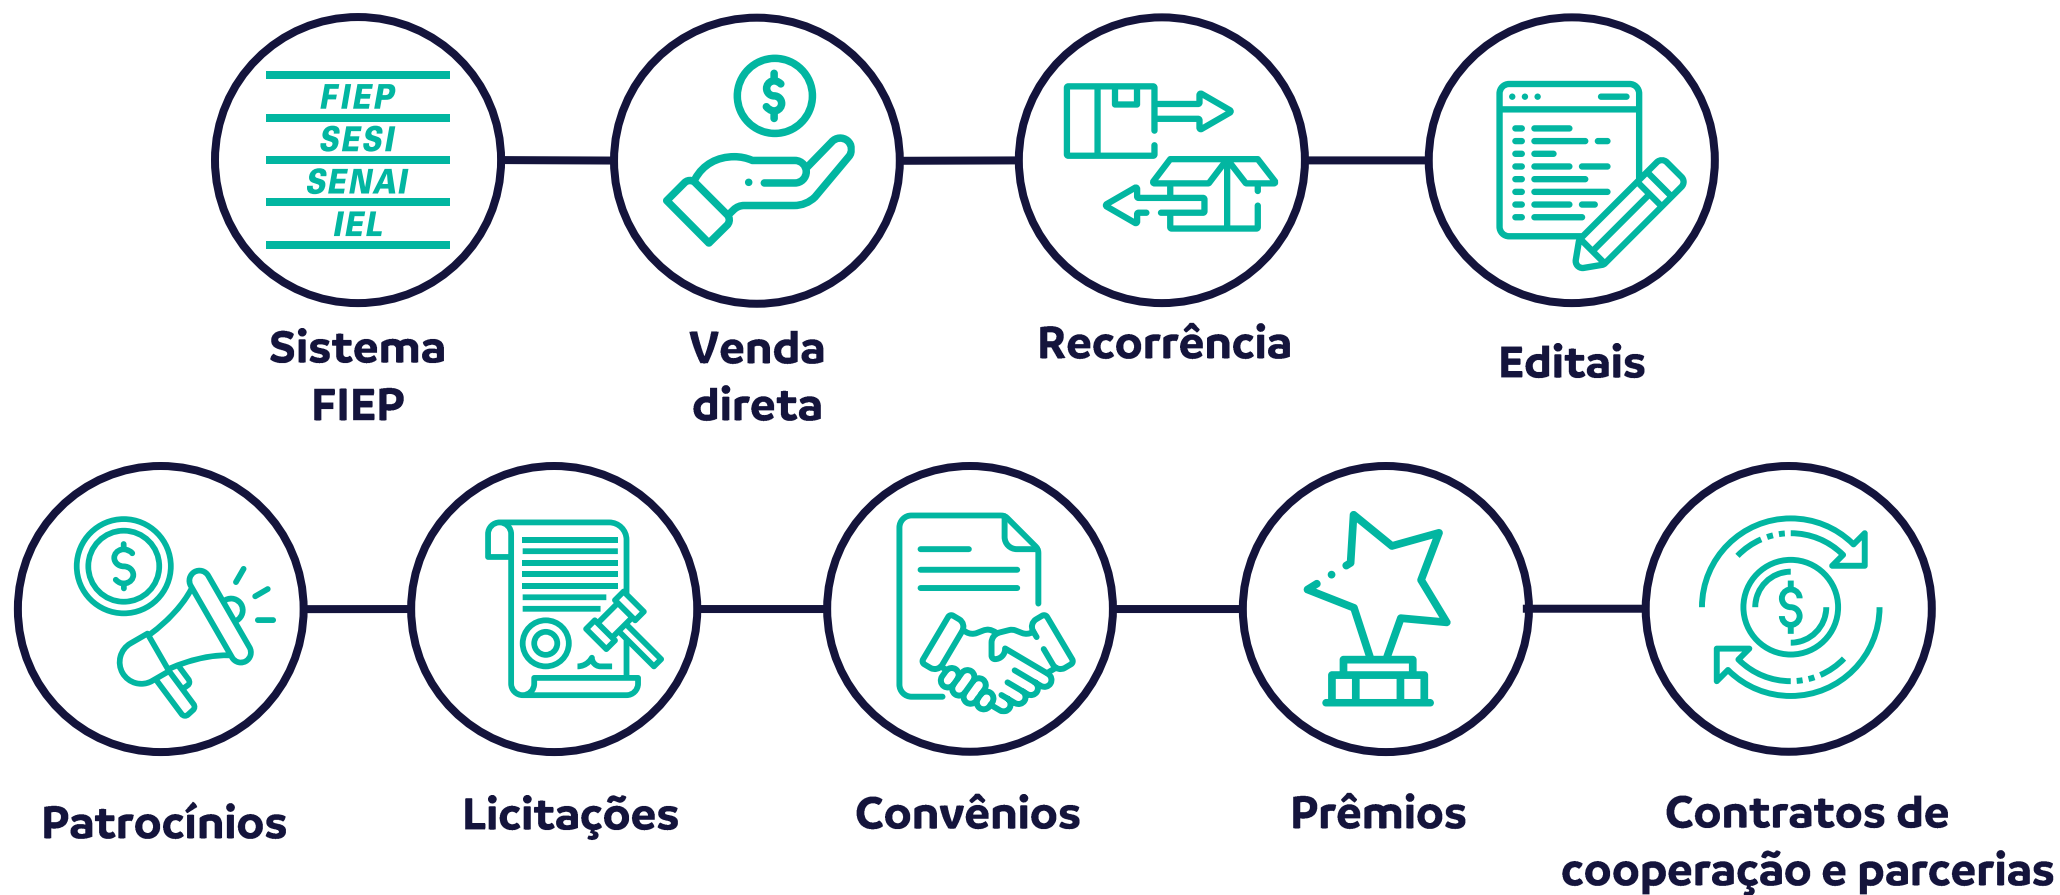 FIEP
SESI
SENAI
IEL
$
Sistema
FIEP
Venda
direta
Recorrência
Editais
$
$
Patrocínios
Licitações
Convênios
Prêmios
Contratos de
cooperação e parcerias